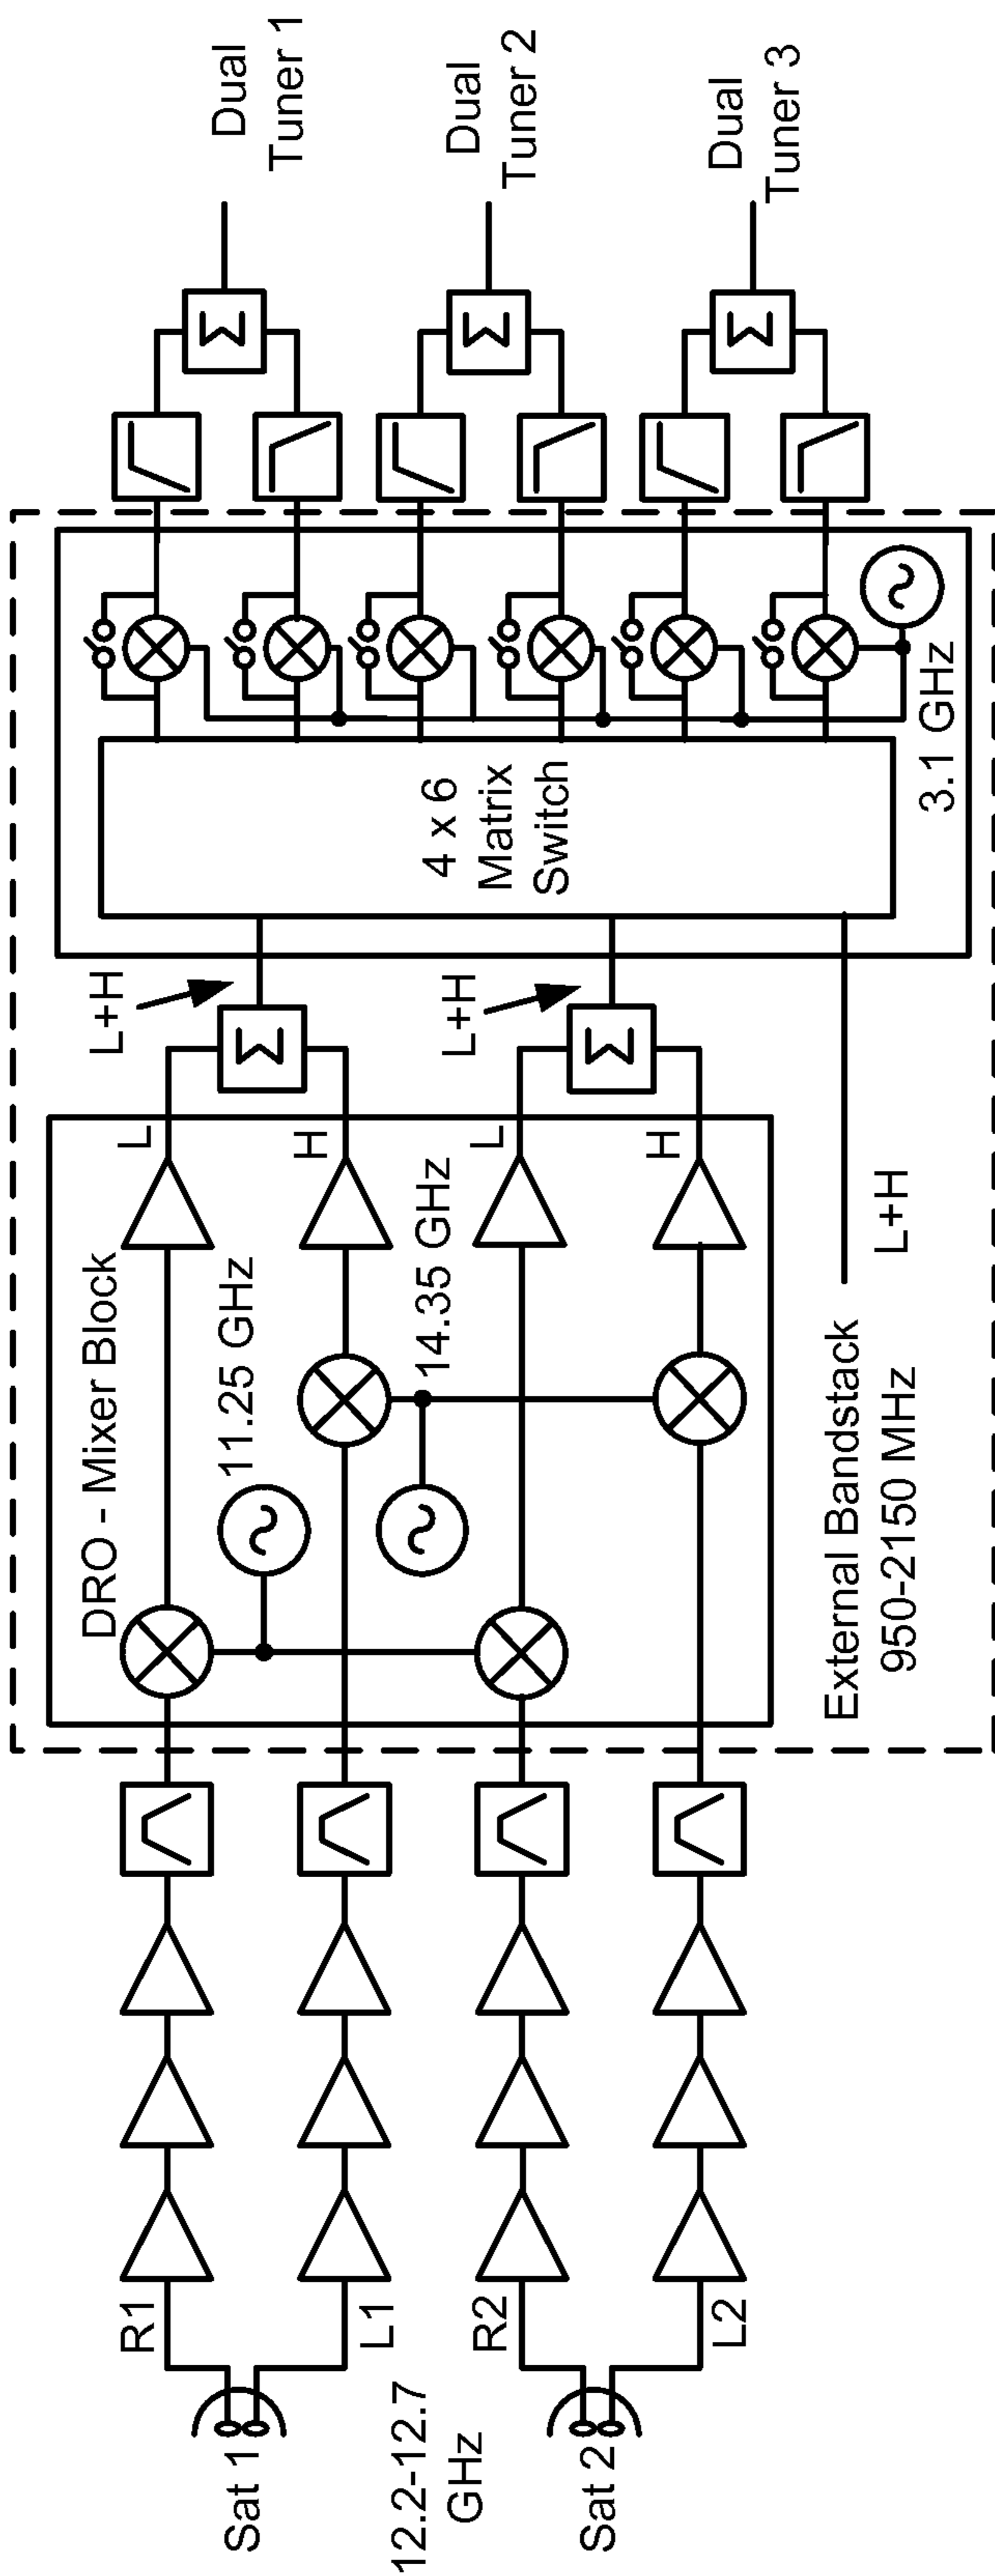 Sat 1
R1
L1
12.2-12.7
GHz
Sat 2
R2
L2
DRO - Mixer Block
11.25 GHz
14.35 GHz
L
H
L
H
External Bandstack
950-2150 MHz
L+H
L+H
Σ
L+H
Σ
4 x 6
Matrix
Switch
3.1 GHz
Σ
Σ
Σ
Dual
Tuner 1
Dual
Tuner 2
Dual
Tuner 3